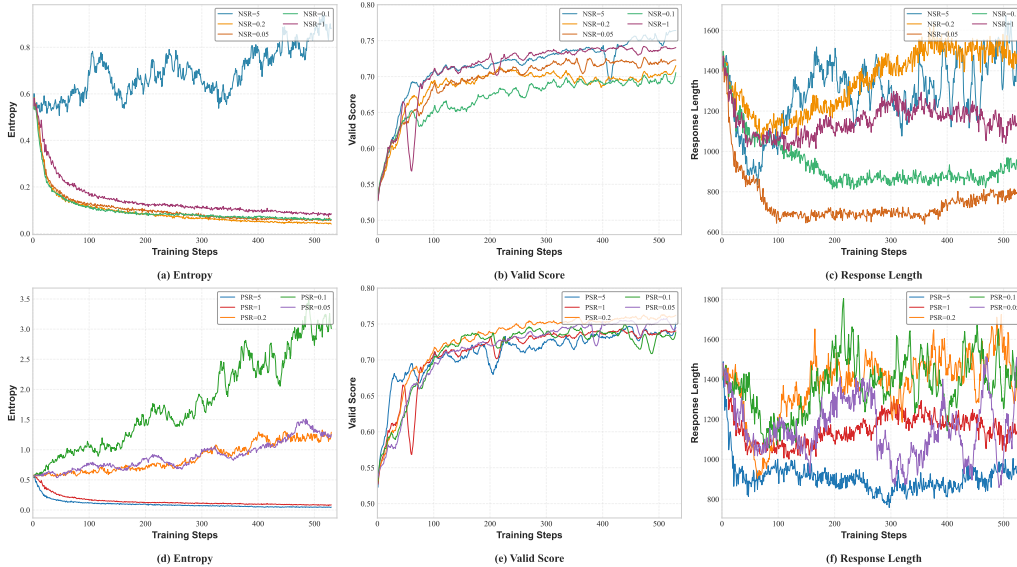 NSR=5
NSR=0.2
NSR=0.05
NSR=0.1
NSR=1
0.8
0.6
0.4
0.2
0.0
0
100
200
300
400
500
Entropy
Training Steps
(a) Entropy
NSR=5
NSR=0.2
NSR=0.05
NSR=0.1
NSR=1
0.80
0.75
0.70
0.65
0.60
0.55
0.50
0
100
200
300
400
500
Valid Score
Training Steps
(b) Valid Score
NSR=5
NSR=0.2
NSR=0.05
NSR=0.
NSR=1
1600
1400
1200
1000
800
600
0
100
200
300
400
500
Response Length
Training Steps
(c) Response Length
PSR=5
PSR=1
PSR=0.2
PSR=0.1
PSR=0.05
3.5
3.0
2.5
2.0
1.5
1.0
0.5
0.0
0
100
200
300
400
500
Entropy
Training Steps
(d) Entropy
PSR=5
PSR=1
PSR=0.2
PSR=0.1
PSR=0.05
0.80
0.75
0.70
0.65
0.60
0.55
0.50
0
100
200
300
400
500
Valid Score
Training Steps
(e) Valid Score
PSR=5
PSR=1
PSR=0.2
PSR=0.1
PSR=0.05
1800
1600
1400
1200
1000
800
0
100
200
300
400
500
Response Length
Training Steps
(f) Response Length